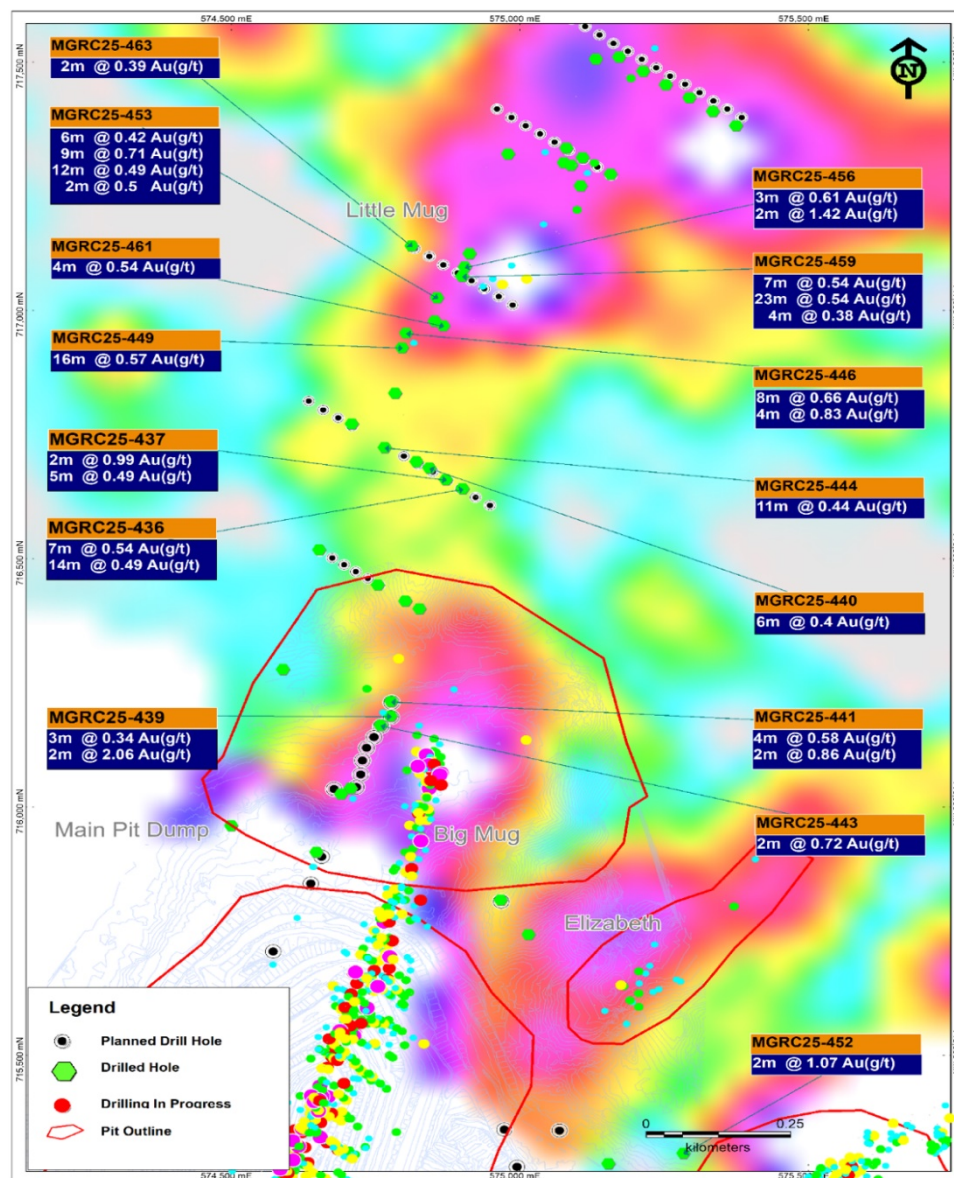 574,500 mE
575,000 mE
575,500 mE
717,500 mN
717,000 mN
716,500 mN
716,000 mN
715,500 mN
N
MGRC25-463
2m @ 0.39 Au(g/t)
MGRC25-453
6m @ 0.42 Au(g/t)
9m @ 0.71 Au(g/t)
12m @ 0.49 Au(g/t)
2m @ 0.5 Au(g/t)
MGRC25-461
4m @ 0.54 Au(g/t)
MGRC25-449
16m @ 0.57 Au(g/t)
MGRC25-437
2m @ 0.99 Au(g/t)
5m @ 0.49 Au(g/t)
MGRC25-436
7m @ 0.54 Au(g/t)
14m @ 0.49 Au(g/t)
MGRC25-439
3m @ 0.34 Au(g/t)
2m @ 2.06 Au(g/t)
MGRC25-456
3m @ 0.61 Au(g/t)
2m @ 1.42 Au(g/t)
MGRC25-459
7m @ 0.54 Au(g/t)
23m @ 0.54 Au(g/t)
4m @ 0.38 Au(g/t)
MGRC25-446
8m @ 0.66 Au(g/t)
4m @ 0.83 Au(g/t)
MGRC25-444
11m @ 0.44 Au(g/t)
MGRC25-440
6m @ 0.4 Au(g/t)
MGRC25-441
4m @ 0.58 Au(g/t)
2m @ 0.86 Au(g/t)
MGRC25-443
2m @ 0.72 Au(g/t)
MGRC25-452
2m @ 1.07 Au(g/t)
Little Mug
Main Pit Dump
Big Mug
Elizabeth
Legend
Planned Drill Hole
Drilled Hole
Drilling In Progress
Pit Outline
0 0.25
kilometers
574,500 mE
575,000 mE
575,500 mE